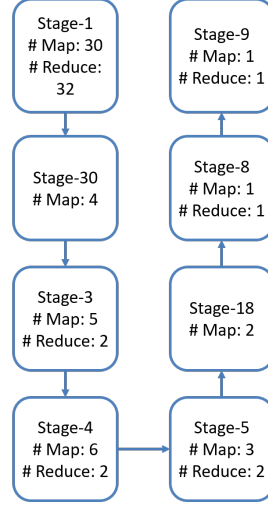 Stage-1
# Map: 30
# Reduce:
32
Stage-30
# Map: 4
Stage-3
# Map: 5
# Reduce: 2
Stage-4
# Map: 6
# Reduce: 2
Stage-5
# Map: 3
# Reduce: 2
Stage-18
# Map: 2
Stage-8
# Map: 1
# Reduce: 1
Stage-9
# Map: 1
# Reduce: 1